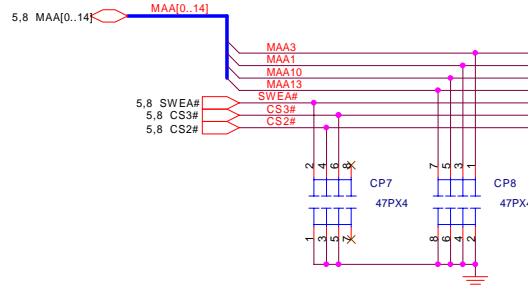 MAA[0..14]
5,8 MAA[0..14]
MAA3
MAA1
MAA10
MAA13
SWEA#
5,8 SWEA#
CS3#
5,8 CS3#
CS2#
5,8 CS2#
2 4 6 8 7 5 3 1
CP7 CP8
47PX4 47PX4
1 3 5 7 8 6 4 2